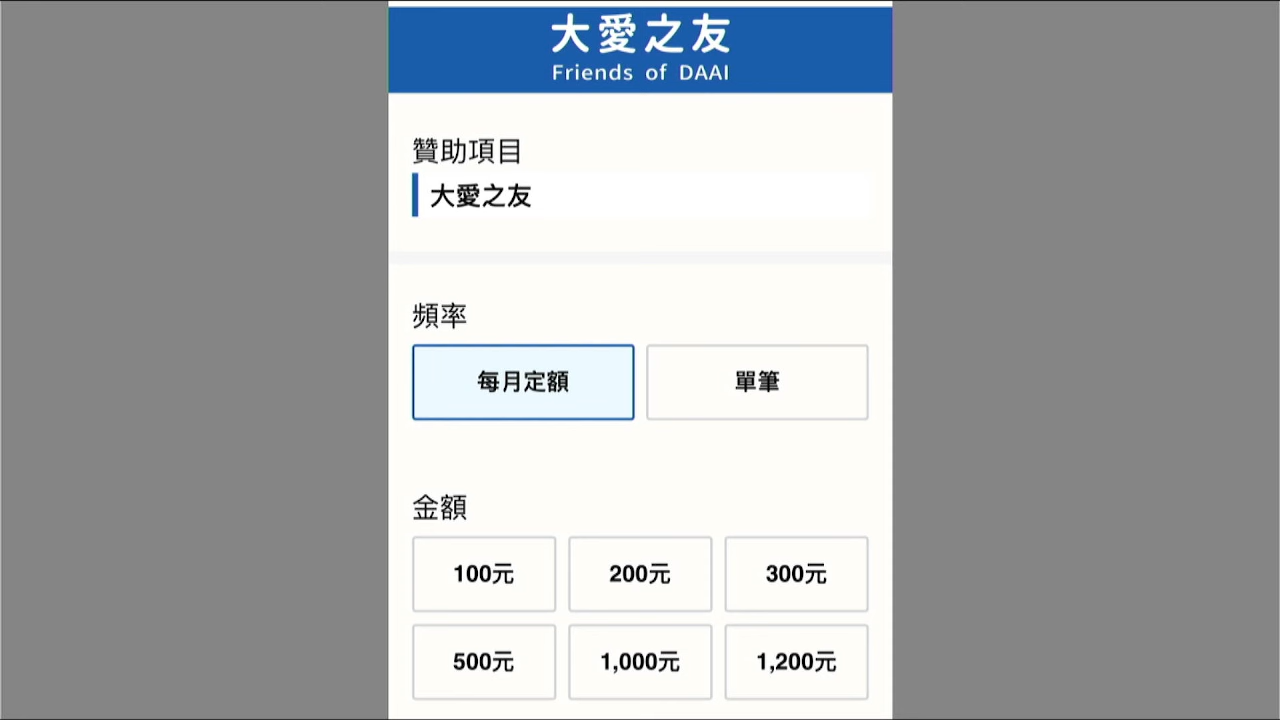 大愛之友
Friends of DAAI
贊助項目
大愛之友
頻率
每月定額
單筆
金額
100元
200元
300元
500元
1,000元
1,200元